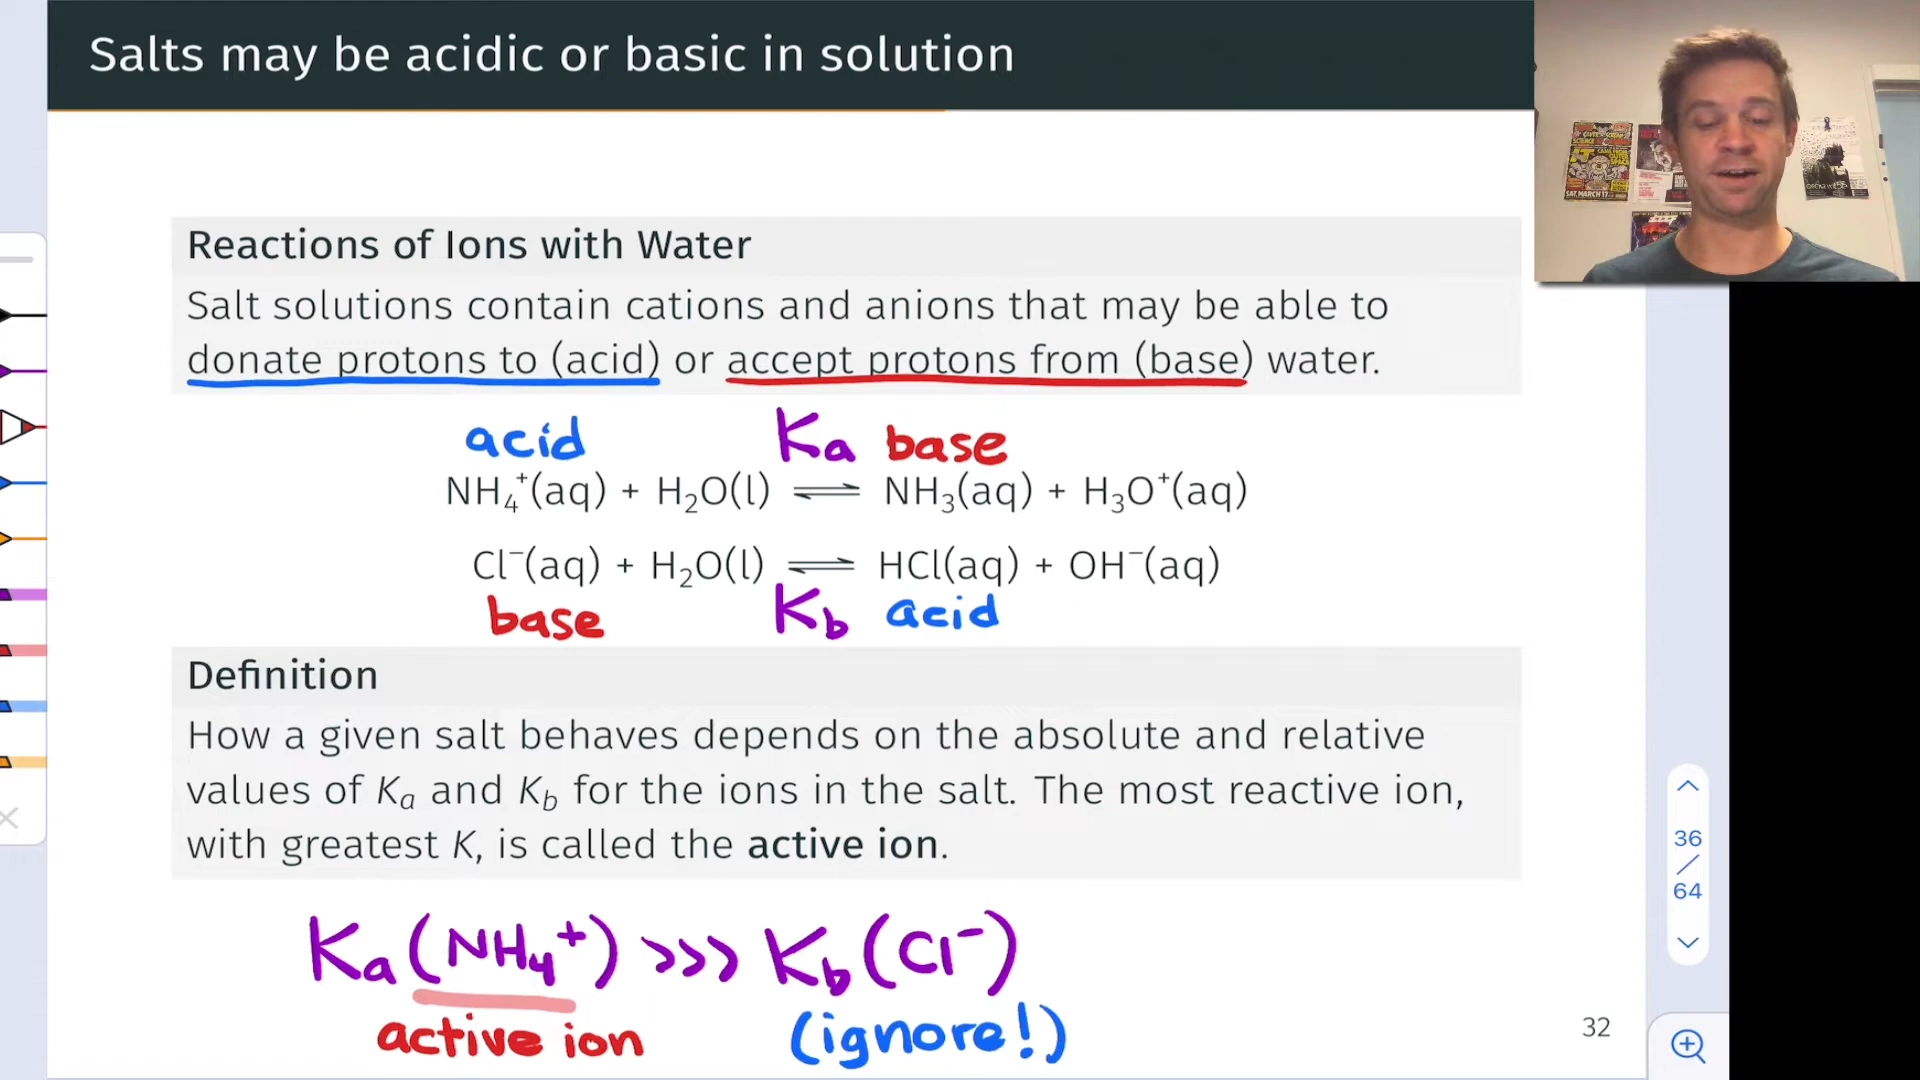 Salts may be acidic or basic in solution
Reactions of Ions with Water
Salt solutions contain cations and anions that may be able to
donate protons to (acid) or accept protons from (base) water.
acid Ka base
NH₄⁺(aq) + H₂O(l) ⇌ NH₃(aq) + H₃O⁺(aq)
Cl⁻(aq) + H₂O(l) ⇌ HCl(aq) + OH⁻(aq)
base Kb acid
Definition
How a given salt behaves depends on the absolute and relative
values of Kₐ and K_b for the ions in the salt. The most reactive ion,
with greatest K, is called the active ion.
Ka(NH₄⁺) >>> Kb(Cl⁻)
active ion (ignore!)
32
36
/
64
SAT. MARCH 17